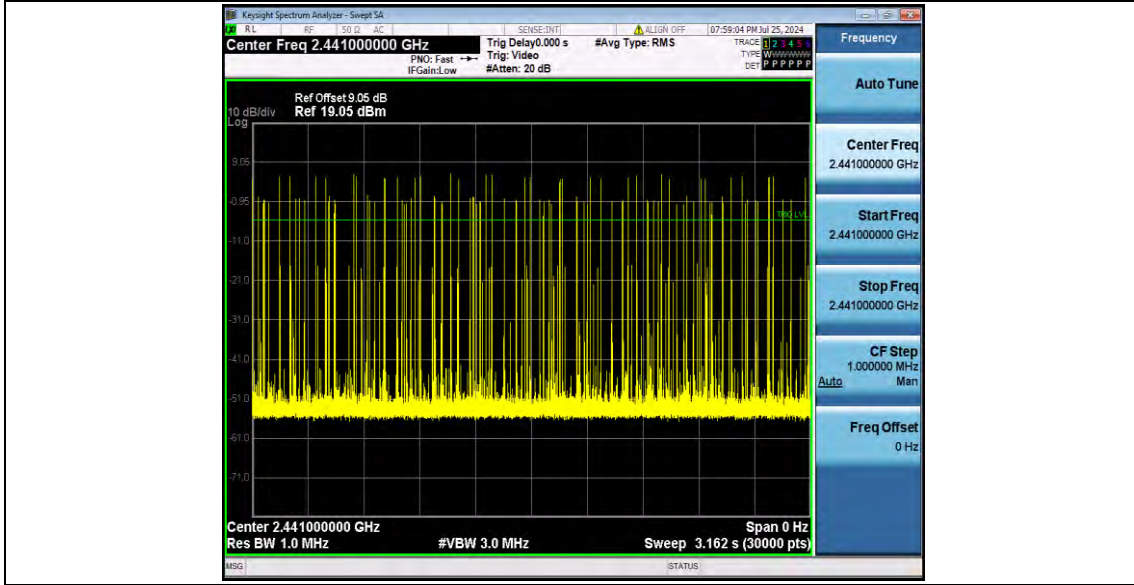 Keysight Spectrum Analyzer - Swept SA
RL RF 50 Ω AC SENSE:INT ALIGN OFF 07:59:04 PM Jul 25, 2024
Center Freq 2.441000000 GHz Trig Delay0.000 s #Avg Type: RMS TRACE 1 2 3 4 5 6
PNO: Fast Trig: Video TYPE W
IFGain:Low #Atten: 20 dB DET P P P P P P
Ref Offset 9.05 dB
10 dB/div Ref 19.05 dBm
Log
9.05
-0.95
TRIG LVL
-11.0
-21.0
-31.0
-41.0
-51.0
-61.0
-71.0
Center 2.441000000 GHz Span 0 Hz
Res BW 1.0 MHz #VBW 3.0 MHz Sweep 3.162 s (30000 pts)
MSG STATUS
Frequency
Auto Tune
Center Freq
2.441000000 GHz
Start Freq
2.441000000 GHz
Stop Freq
2.441000000 GHz
CF Step
1.000000 MHz
Auto Man
Freq Offset
0 Hz